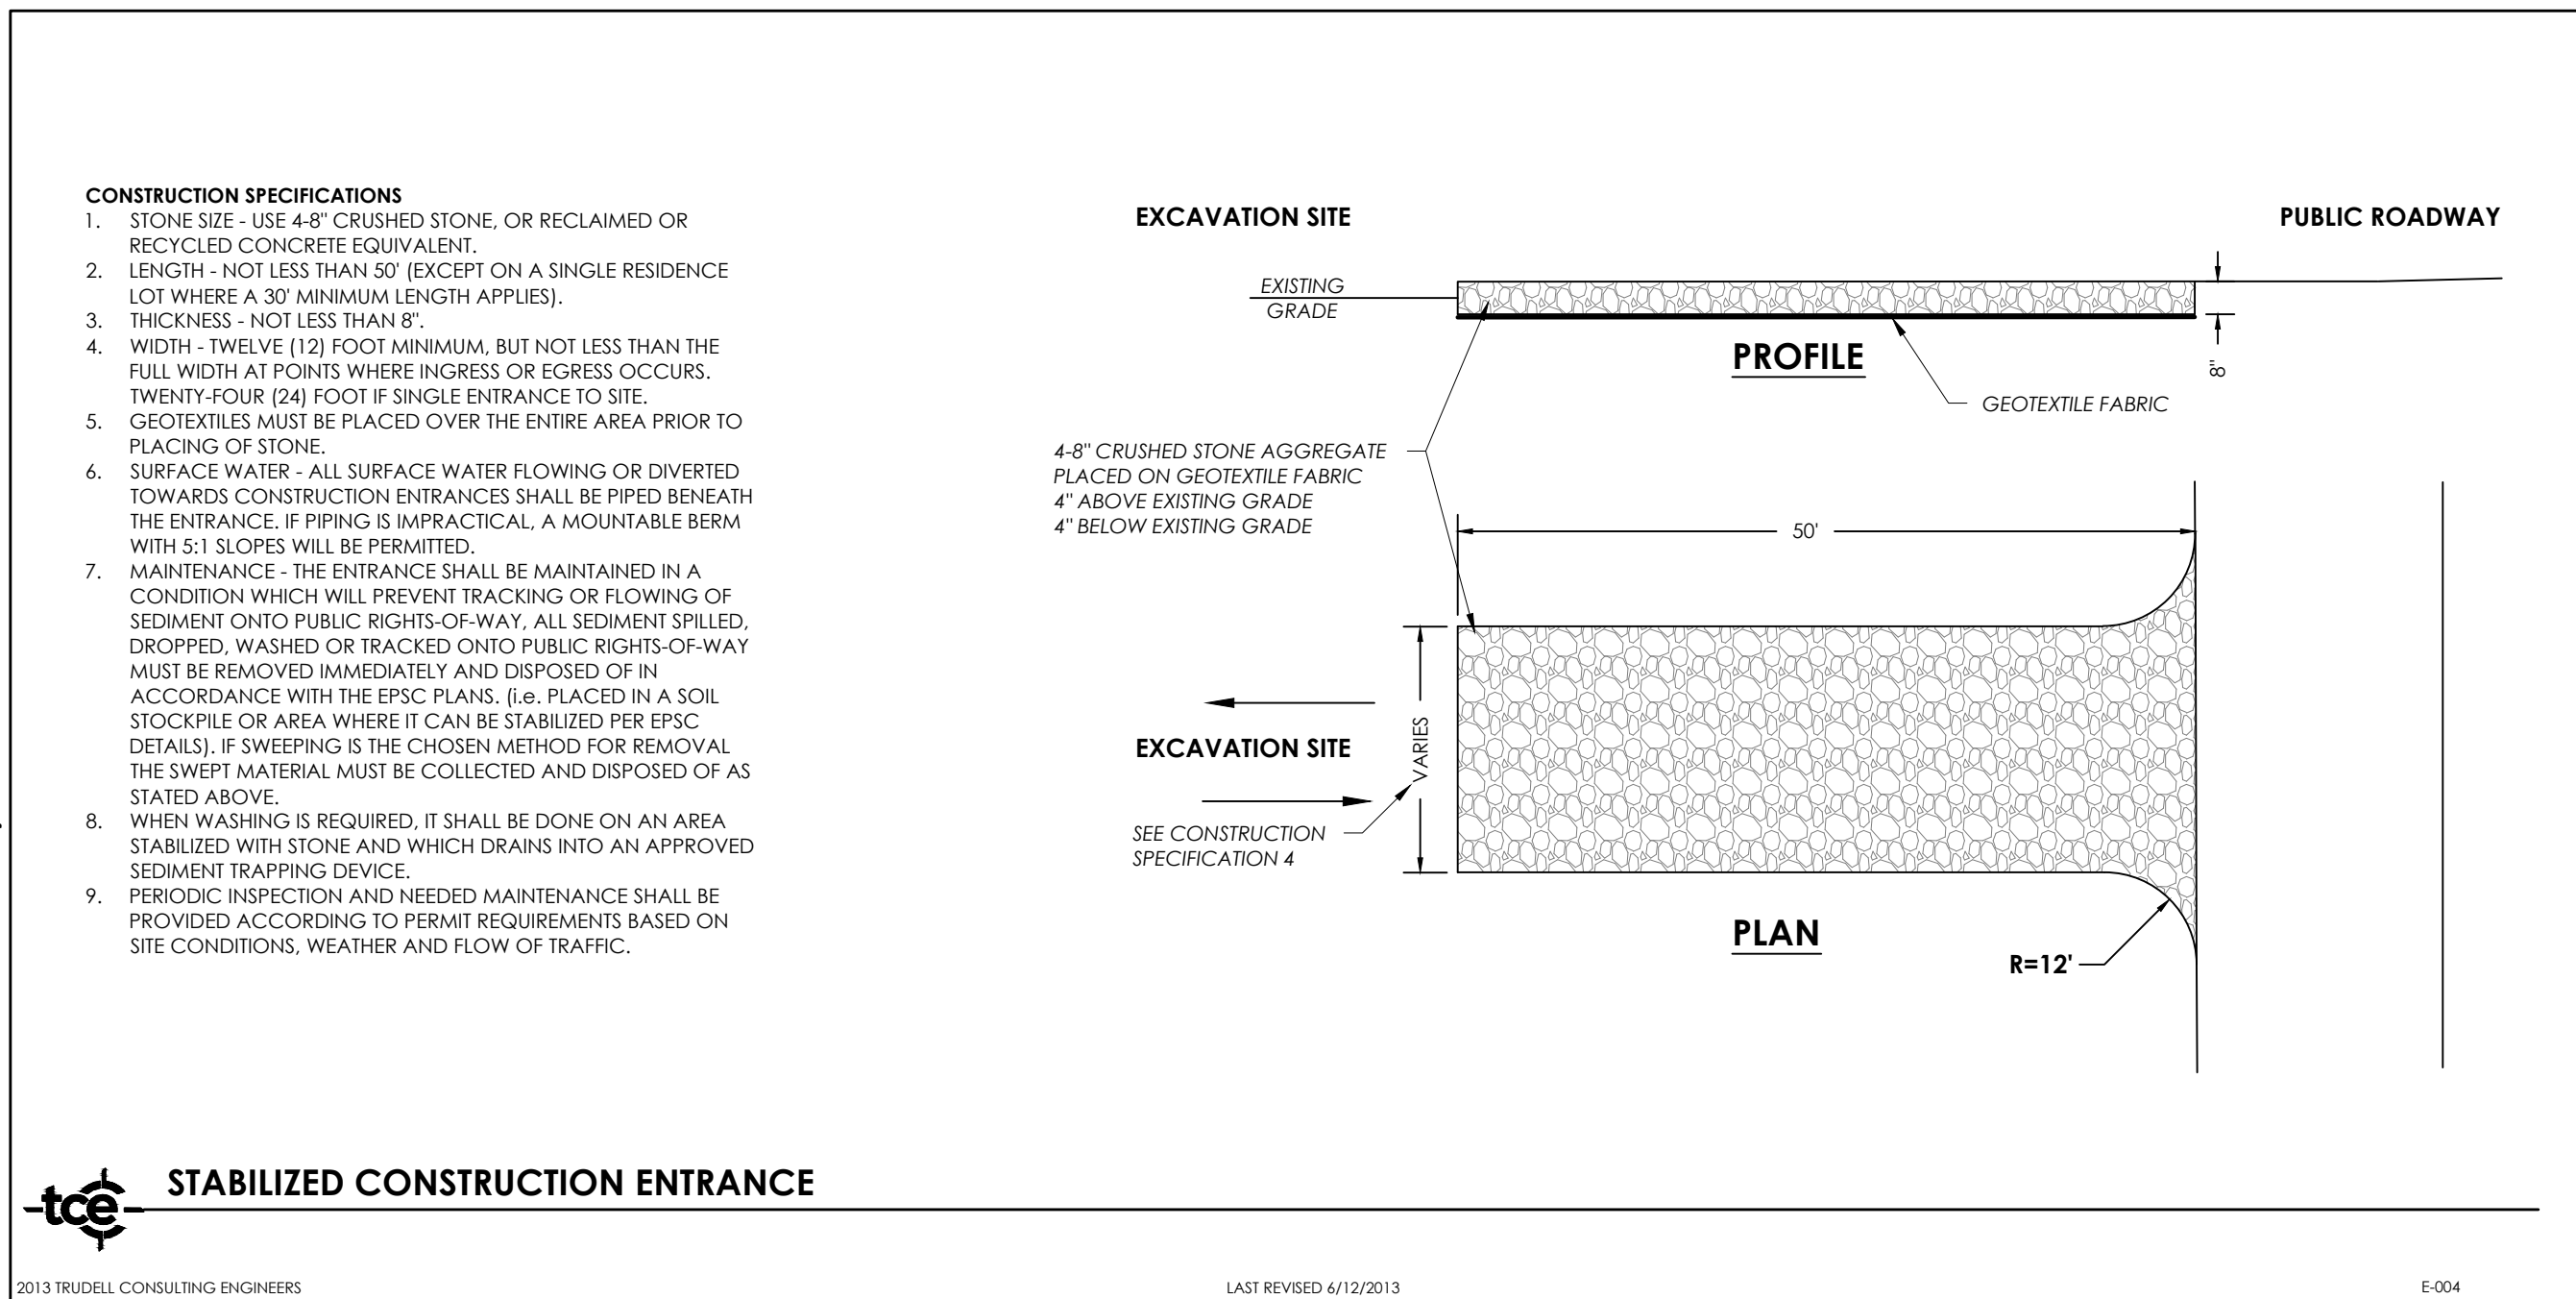 CONSTRUCTION SPECIFICATIONS
1. STONE SIZE - USE 4-8" CRUSHED STONE, OR RECLAIMED OR
RECYCLED CONCRETE EQUIVALENT.
2. LENGTH - NOT LESS THAN 50' (EXCEPT ON A SINGLE RESIDENCE
LOT WHERE A 30' MINIMUM LENGTH APPLIES).
3. THICKNESS - NOT LESS THAN 8".
4. WIDTH - TWELVE (12) FOOT MINIMUM, BUT NOT LESS THAN THE
FULL WIDTH AT POINTS WHERE INGRESS OR EGRESS OCCURS.
TWENTY-FOUR (24) FOOT IF SINGLE ENTRANCE TO SITE.
5. GEOTEXTILES MUST BE PLACED OVER THE ENTIRE AREA PRIOR TO
PLACING OF STONE.
6. SURFACE WATER - ALL SURFACE WATER FLOWING OR DIVERTED
TOWARDS CONSTRUCTION ENTRANCES SHALL BE PIPED BENEATH
THE ENTRANCE. IF PIPING IS IMPRACTICAL, A MOUNTABLE BERM
WITH 5:1 SLOPES WILL BE PERMITTED.
7. MAINTENANCE - THE ENTRANCE SHALL BE MAINTAINED IN A
CONDITION WHICH WILL PREVENT TRACKING OR FLOWING OF
SEDIMENT ONTO PUBLIC RIGHTS-OF-WAY, ALL SEDIMENT SPILLED,
DROPPED, WASHED OR TRACKED ONTO PUBLIC RIGHTS-OF-WAY
MUST BE REMOVED IMMEDIATELY AND DISPOSED OF IN
ACCORDANCE WITH THE EPSC PLANS. (i.e. PLACED IN A SOIL
STOCKPILE OR AREA WHERE IT CAN BE STABILIZED PER EPSC
DETAILS). IF SWEEPING IS THE CHOSEN METHOD FOR REMOVAL
THE SWEPT MATERIAL MUST BE COLLECTED AND DISPOSED OF AS
STATED ABOVE.
8. WHEN WASHING IS REQUIRED, IT SHALL BE DONE ON AN AREA
STABILIZED WITH STONE AND WHICH DRAINS INTO AN APPROVED
SEDIMENT TRAPPING DEVICE.
9. PERIODIC INSPECTION AND NEEDED MAINTENANCE SHALL BE
PROVIDED ACCORDING TO PERMIT REQUIREMENTS BASED ON
SITE CONDITIONS, WEATHER AND FLOW OF TRAFFIC.
EXCAVATION SITE
PUBLIC ROADWAY
EXISTING
GRADE
PROFILE
8"
GEOTEXTILE FABRIC
4-8" CRUSHED STONE AGGREGATE
PLACED ON GEOTEXTILE FABRIC
4" ABOVE EXISTING GRADE
4" BELOW EXISTING GRADE
50'
EXCAVATION SITE
VARIES
SEE CONSTRUCTION
SPECIFICATION 4
PLAN
R=12'
tce
STABILIZED CONSTRUCTION ENTRANCE
2013 TRUDELL CONSULTING ENGINEERS
LAST REVISED 6/12/2013
E-004